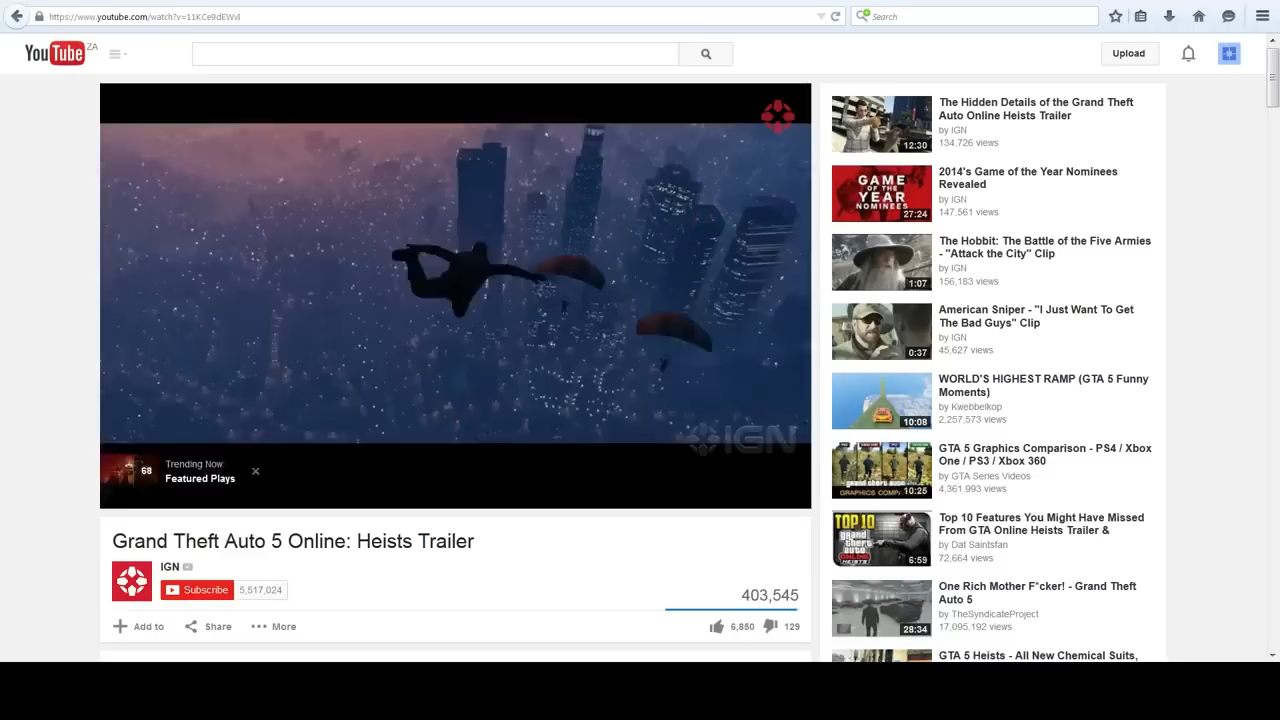 https://www.youtube.com/watch?v=11KCe9dEWvI
Search
YouTube ZA
Upload
IGN
68
Trending Now:
Featured Plays
Grand Theft Auto 5 Online: Heists Trailer
IGN
Subscribe 5,517,024
403,545
Add to Share More 6,850 129
12:30
The Hidden Details of the Grand Theft
Auto Online Heists Trailer
by IGN
134,726 views
GAME
OF THE
YEAR
NOMINEES
27:24
2014's Game of the Year Nominees
Revealed
by IGN
147,561 views
1:07
The Hobbit: The Battle of the Five Armies
- "Attack the City" Clip
by IGN
156,183 views
0:37
American Sniper - "I Just Want To Get
The Bad Guys" Clip
by IGN
45,627 views
10:08
WORLD'S HIGHEST RAMP (GTA 5 Funny
Moments)
by Kwebbelkop
2,257,573 views
GRAPHICS COMP
10:25
GTA 5 Graphics Comparison - PS4 / Xbox
One / PS3 / Xbox 360
by GTA Series Videos
4,361,993 views
TOP 10
6:59
Top 10 Features You Might Have Missed
From GTA Online Heists Trailer &
by Daf Saintsfan
72,664 views
28:34
One Rich Mother F*cker! - Grand Theft
Auto 5
by TheSyndicateProject
17,095,192 views
GTA 5 Heists - All New Chemical Suits,